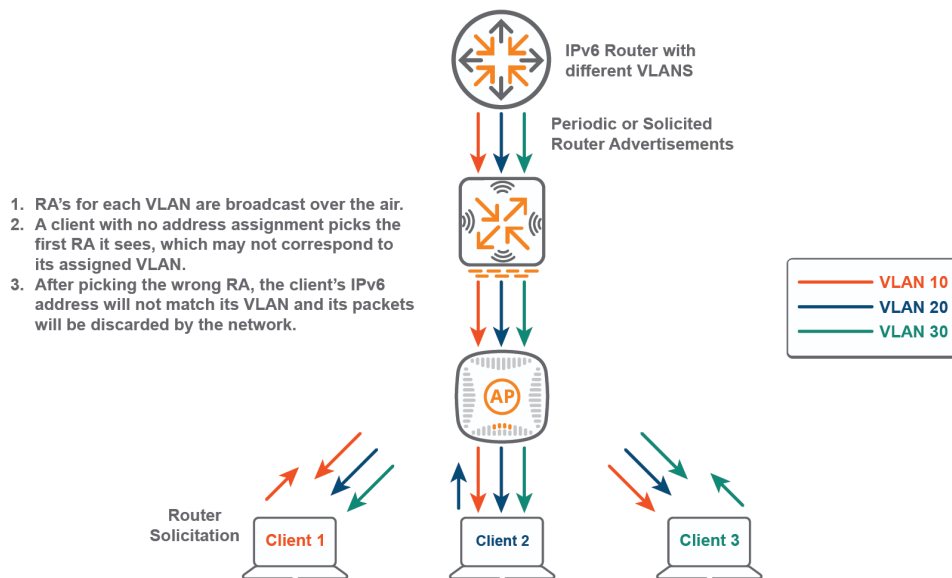 IPv6 Router with
different VLANS
Periodic or Solicited
Router Advertisements
1. RA's for each VLAN are broadcast over the air.
2. A client with no address assignment picks the
first RA it sees, which may not correspond to
its assigned VLAN.
3. After picking the wrong RA, the client's IPv6
address will not match its VLAN and its packets
will be discarded by the network.
VLAN 10
VLAN 20
VLAN 30
AP
Router
Solicitation
Client 1
Client 2
Client 3